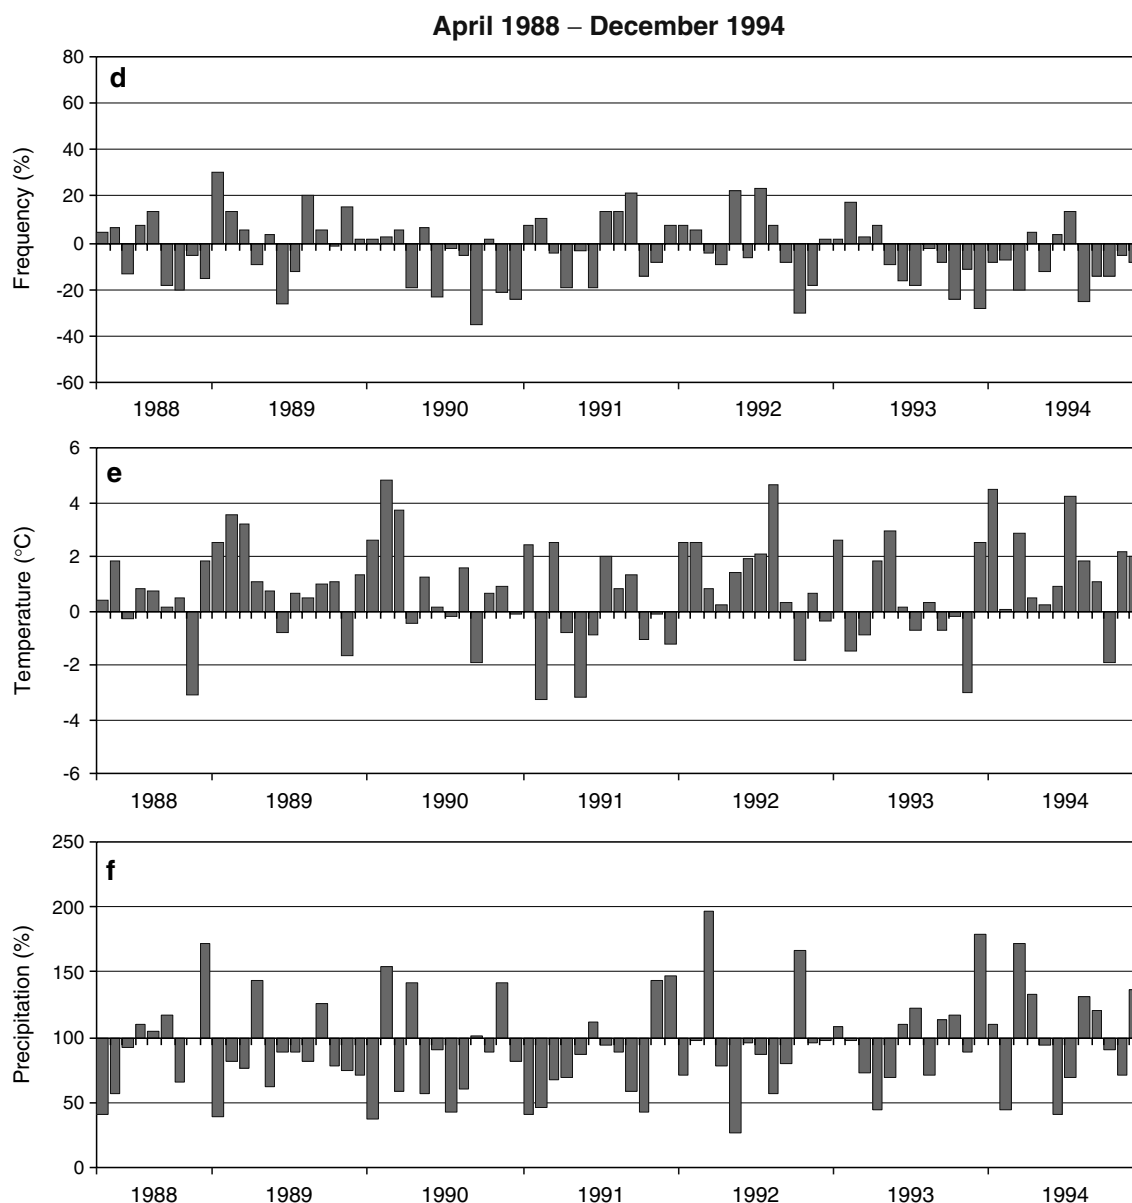 April 1988 – December 1994
d
Frequency (%)
80
60
40
20
0
-20
-40
-60
1988 1989 1990 1991 1992 1993 1994
e
Temperature (°C)
6
4
2
0
-2
-4
-6
1988 1989 1990 1991 1992 1993 1994
f
Precipitation (%)
250
200
150
100
50
0
1988 1989 1990 1991 1992 1993 1994